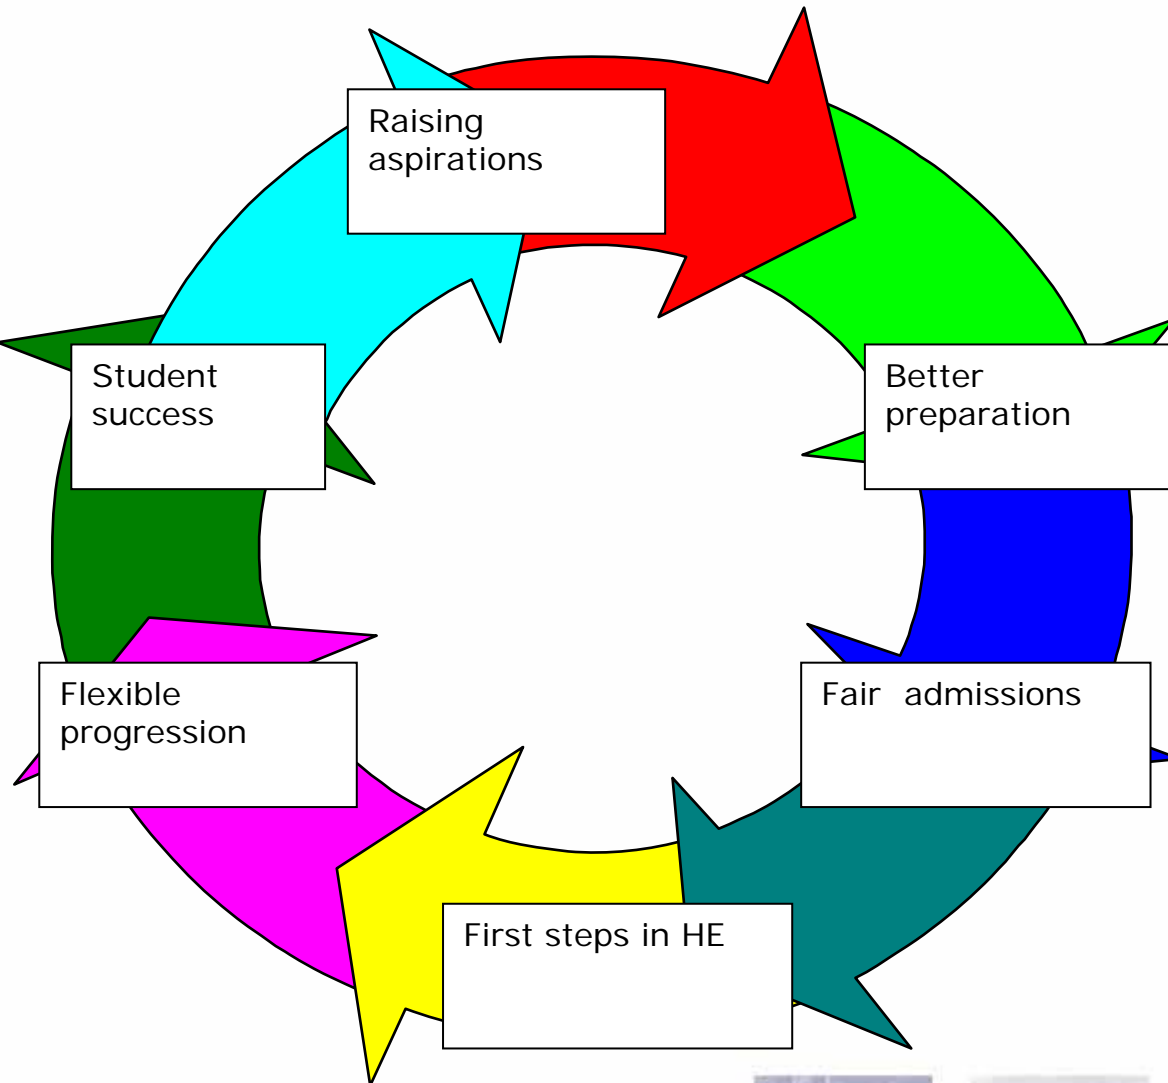 Raising
aspirations
Better
preparation
Fair  admissions
First steps in HE
Flexible
progression
Student
success